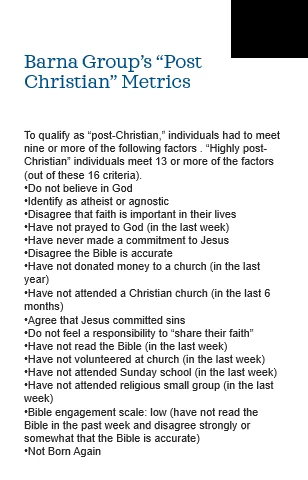 Barna Group's “Post
Christian” Metrics
To qualify as “post-Christian,” individuals had to meet
nine or more of the following factors . “Highly post-
Christian” individuals meet 13 or more of the factors
(out of these 16 criteria).
•Do not believe in God
•Identify as atheist or agnostic
•Disagree that faith is important in their lives
•Have not prayed to God (in the last week)
•Have never made a commitment to Jesus
•Disagree the Bible is accurate
•Have not donated money to a church (in the last
year)
•Have not attended a Christian church (in the last 6
months)
•Agree that Jesus committed sins
•Do not feel a responsibility to “share their faith”
•Have not read the Bible (in the last week)
•Have not volunteered at church (in the last week)
•Have not attended Sunday school (in the last week)
•Have not attended religious small group (in the last
week)
•Bible engagement scale: low (have not read the
Bible in the past week and disagree strongly or
somewhat that the Bible is accurate)
•Not Born Again